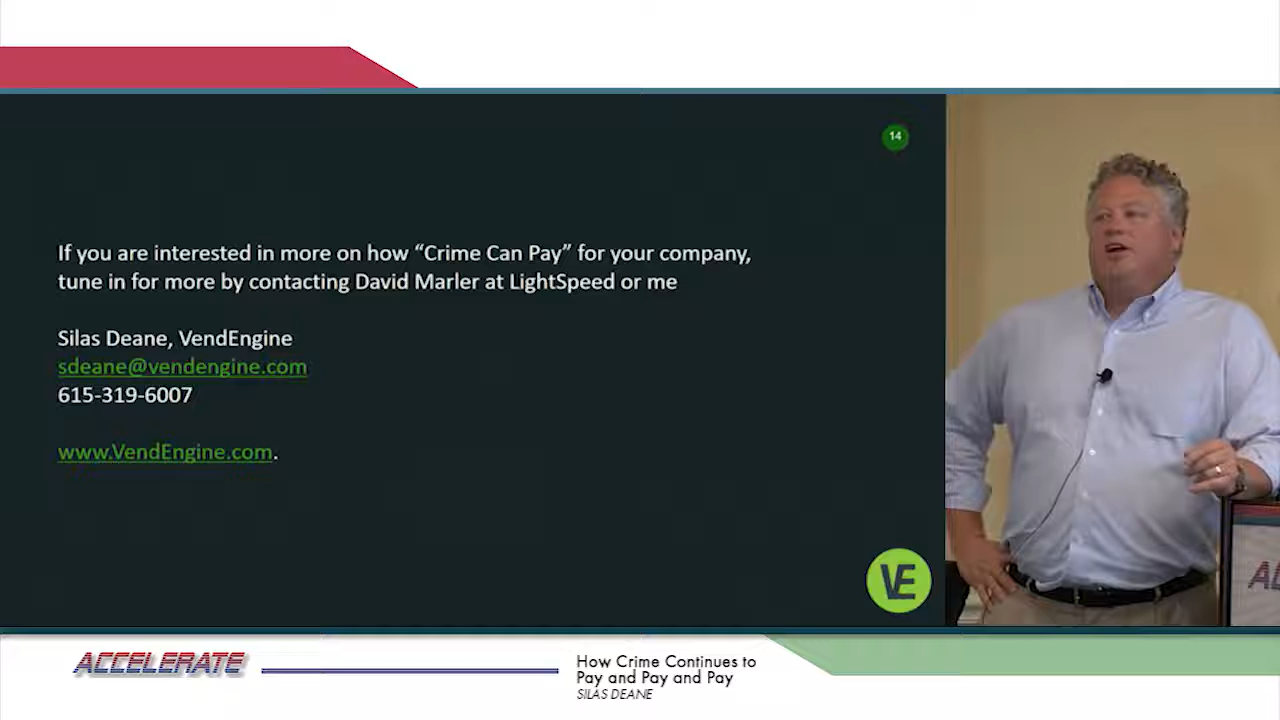 14
If you are interested in more on how “Crime Can Pay” for your company,
tune in for more by contacting David Marler at LightSpeed or me
Silas Deane, VendEngine
sdeane@vendengine.com
615-319-6007
www.VendEngine.com.
VE
ACCELERATE
How Crime Continues to
Pay and Pay and Pay
SILAS DEANE